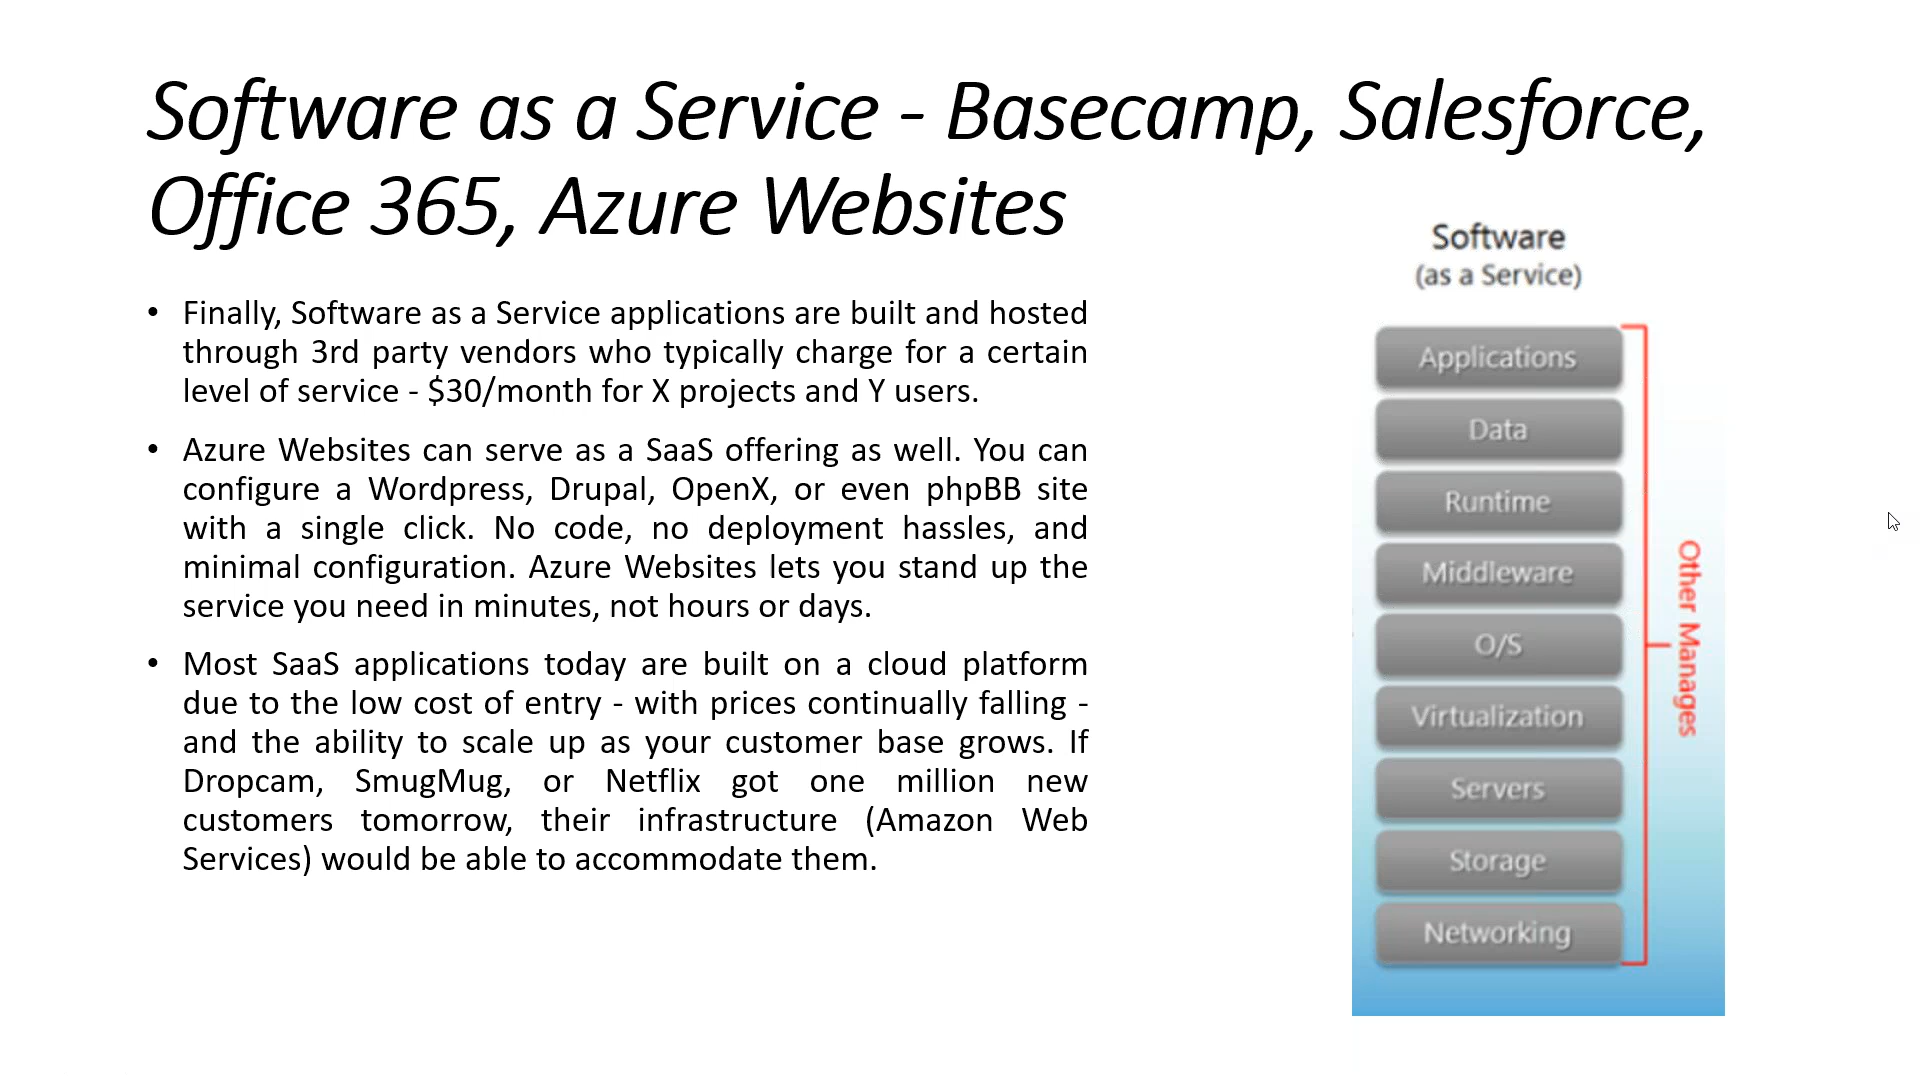 Software as a Service - Basecamp, Salesforce,
Office 365, Azure Websites
• Finally, Software as a Service applications are built and hosted
through 3rd party vendors who typically charge for a certain
level of service - $30/month for X projects and Y users.
• Azure Websites can serve as a SaaS offering as well. You can
configure a Wordpress, Drupal, OpenX, or even phpBB site
with a single click. No code, no deployment hassles, and
minimal configuration. Azure Websites lets you stand up the
service you need in minutes, not hours or days.
• Most SaaS applications today are built on a cloud platform
due to the low cost of entry - with prices continually falling -
and the ability to scale up as your customer base grows. If
Dropcam, SmugMug, or Netflix got one million new
customers tomorrow, their infrastructure (Amazon Web
Services) would be able to accommodate them.
Software
(as a Service)
Applications
Data
Runtime
Middleware
O/S
Virtualization
Servers
Storage
Networking
Other Manages